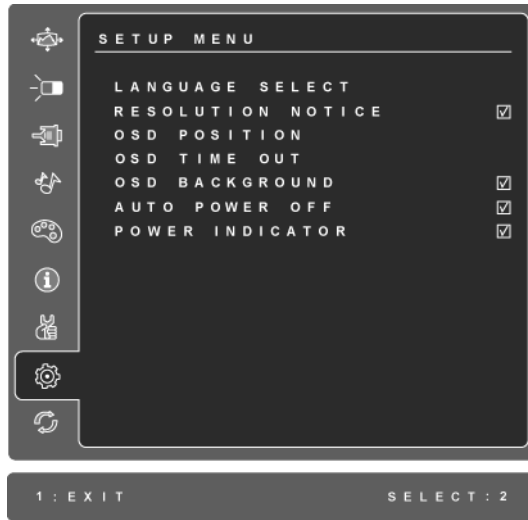 SETUP MENU
LANGUAGE SELECT
RESOLUTION NOTICE ☑
OSD POSITION
OSD TIME OUT
OSD BACKGROUND ☑
AUTO POWER OFF ☑
POWER INDICATOR ☑
1:EXIT SELECT:2